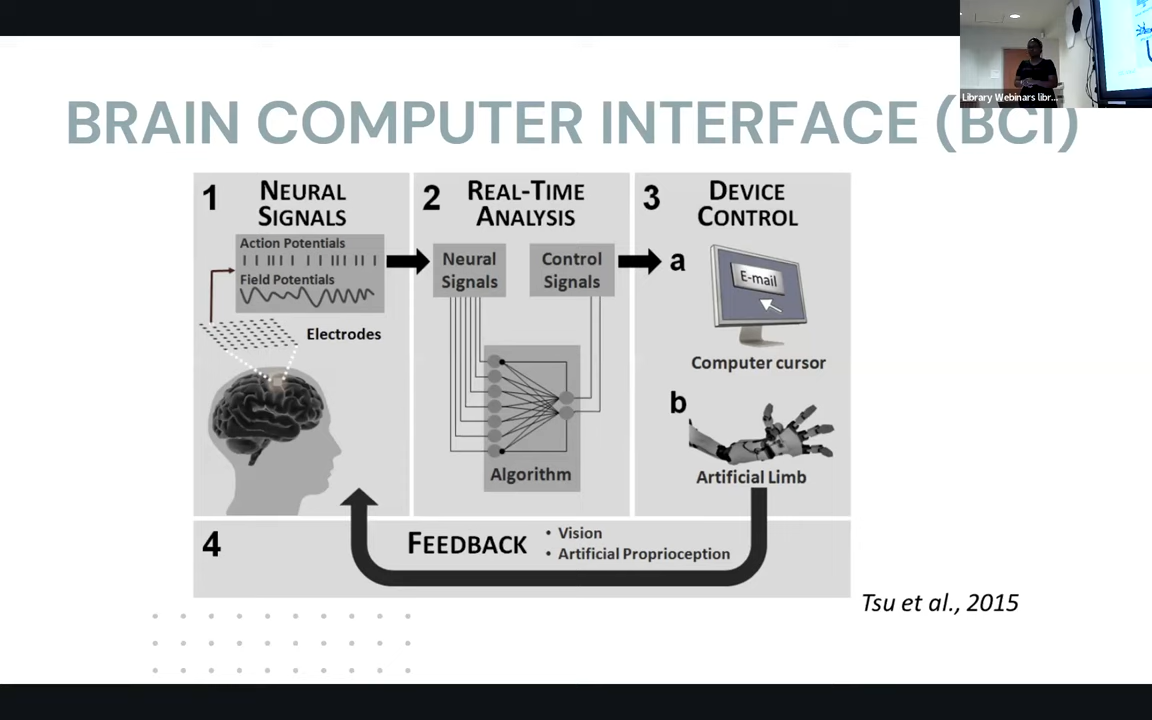 Library Webinars libr...
BRAIN COMPUTER INTERFACE (BCI)
1
NEURAL
SIGNALS
Action Potentials
Field Potentials
Electrodes
2
REAL-TIME
ANALYSIS
Neural
Signals
Control
Signals
Algorithm
3
DEVICE
CONTROL
a
E-mail
Computer cursor
b
Artificial Limb
4
FEEDBACK
• Vision
• Artificial Proprioception
Tsu et al., 2015